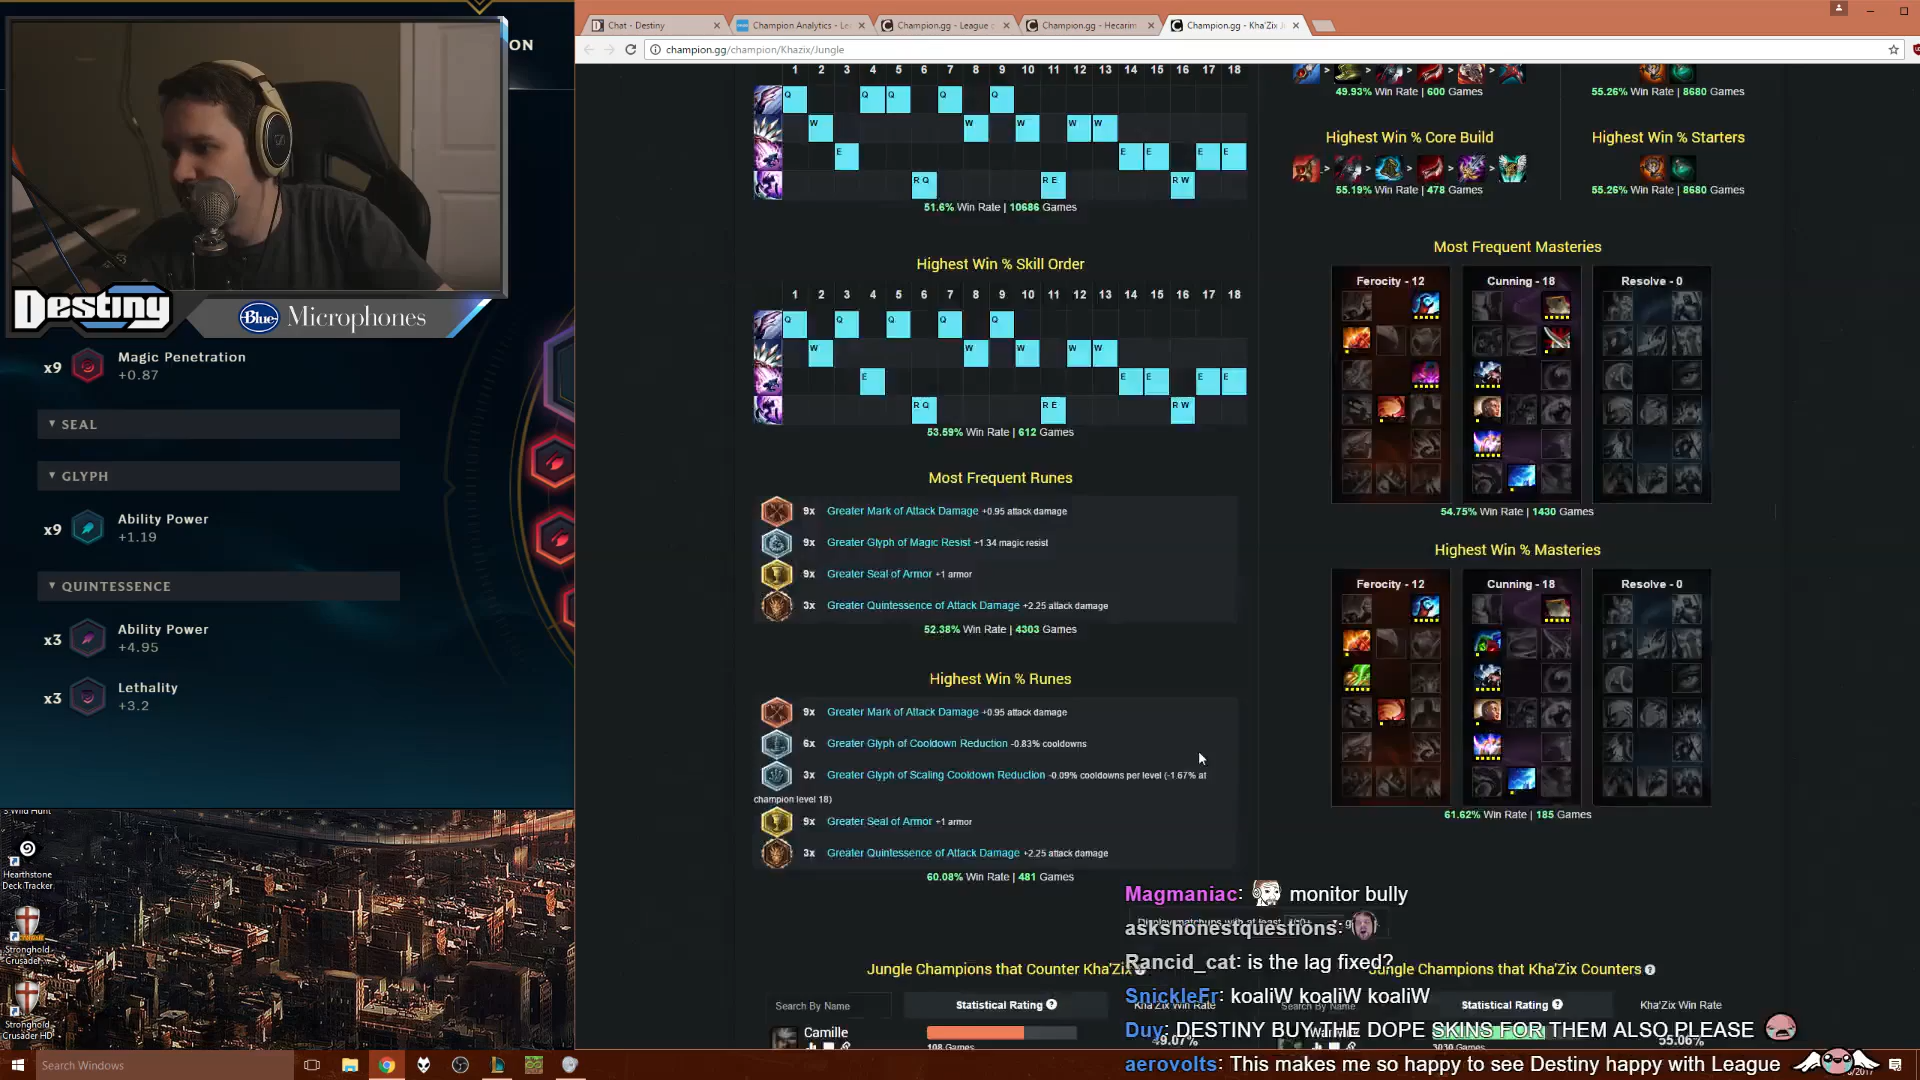 Chat - Destiny
Champion Analytics - Le
Champion.gg - League
Champion.gg - Hecarim
Champion.gg - Kha'Zix J
champion.gg/champion/Khazix/Jungle
ON
Destiny
Blue Microphones
x9 Magic Penetration
+0.87
SEAL
GLYPH
x9 Ability Power
+1.19
QUINTESSENCE
x3 Ability Power
+4.95
x3 Lethality
+3.2
Hearthstone
Deck Tracker
Stronghold
Crusader ...
Stronghold
Crusader HD
Search Windows
1 2 3 4 5 6 7 8 9 10 11 12 13 14 15 16 17 18
Q Q Q Q Q
W W W W W
E E E E E
R Q R E R W
51.6% Win Rate | 10686 Games
Highest Win % Skill Order
1 2 3 4 5 6 7 8 9 10 11 12 13 14 15 16 17 18
Q Q Q Q Q
W W W W W
E E E E E
R Q R E R W
53.59% Win Rate | 612 Games
Most Frequent Runes
9x Greater Mark of Attack Damage +0.95 attack damage
9x Greater Glyph of Magic Resist +1.34 magic resist
9x Greater Seal of Armor +1 armor
3x Greater Quintessence of Attack Damage +2.25 attack damage
52.38% Win Rate | 4303 Games
Highest Win % Runes
9x Greater Mark of Attack Damage +0.95 attack damage
6x Greater Glyph of Cooldown Reduction -0.83% cooldowns
3x Greater Glyph of Scaling Cooldown Reduction -0.09% cooldowns per level (-1.67% at
champion level 18)
9x Greater Seal of Armor +1 armor
3x Greater Quintessence of Attack Damage +2.25 attack damage
60.08% Win Rate | 481 Games
49.93% Win Rate | 600 Games
55.26% Win Rate | 8680 Games
Highest Win % Core Build
Highest Win % Starters
55.19% Win Rate | 478 Games
55.26% Win Rate | 8680 Games
Most Frequent Masteries
Ferocity - 12
Cunning - 18
Resolve - 0
54.75% Win Rate | 1430 Games
Highest Win % Masteries
Ferocity - 12
Cunning - 18
Resolve - 0
61.62% Win Rate | 185 Games
Magmaniac: monitor bully
askshonestquestions:
Rancid_cat: is the lag fixed?
Jungle Champions that Counter Kha'Zix
Jungle Champions that Kha'Zix Counters
SnickleFr: koaliW koaliW koaliW
Search By Name
Statistical Rating
Kha'Zix Win Rate
Statistical Rating
Kha'Zix Win Rate
Duy: DESTINY BUY THE DOPE SKINS FOR THEM ALSO PLEASE
Camille
108 Games
49.07%
3030 Games
55.06%
aerovolts: This makes me so happy to see Destiny happy with League